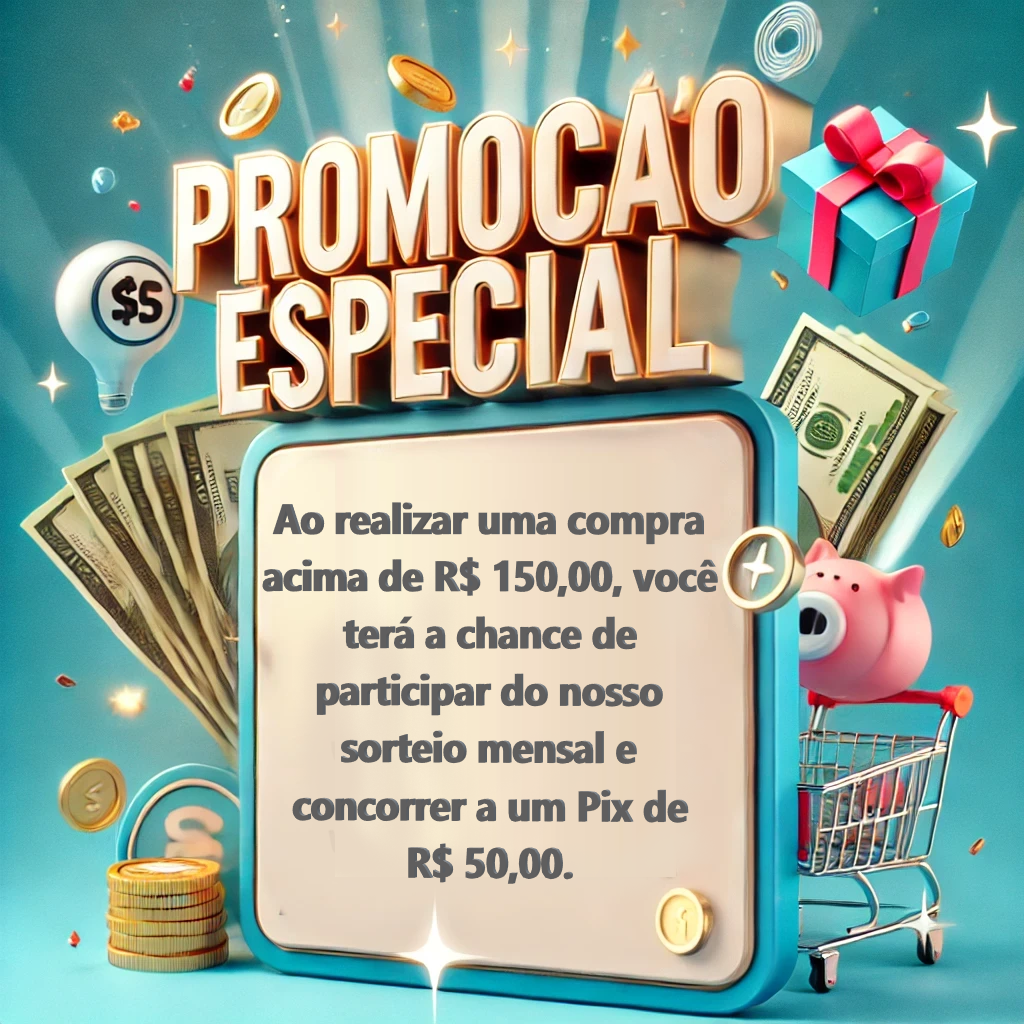 PROMOCÃO
ESPECIAL
$5
Ao realizar uma compra
acima de R$ 150,00, você
terá a chance de
participar do nosso
sorteio mensal e
concorrer a um Pix de
R$ 50,00.